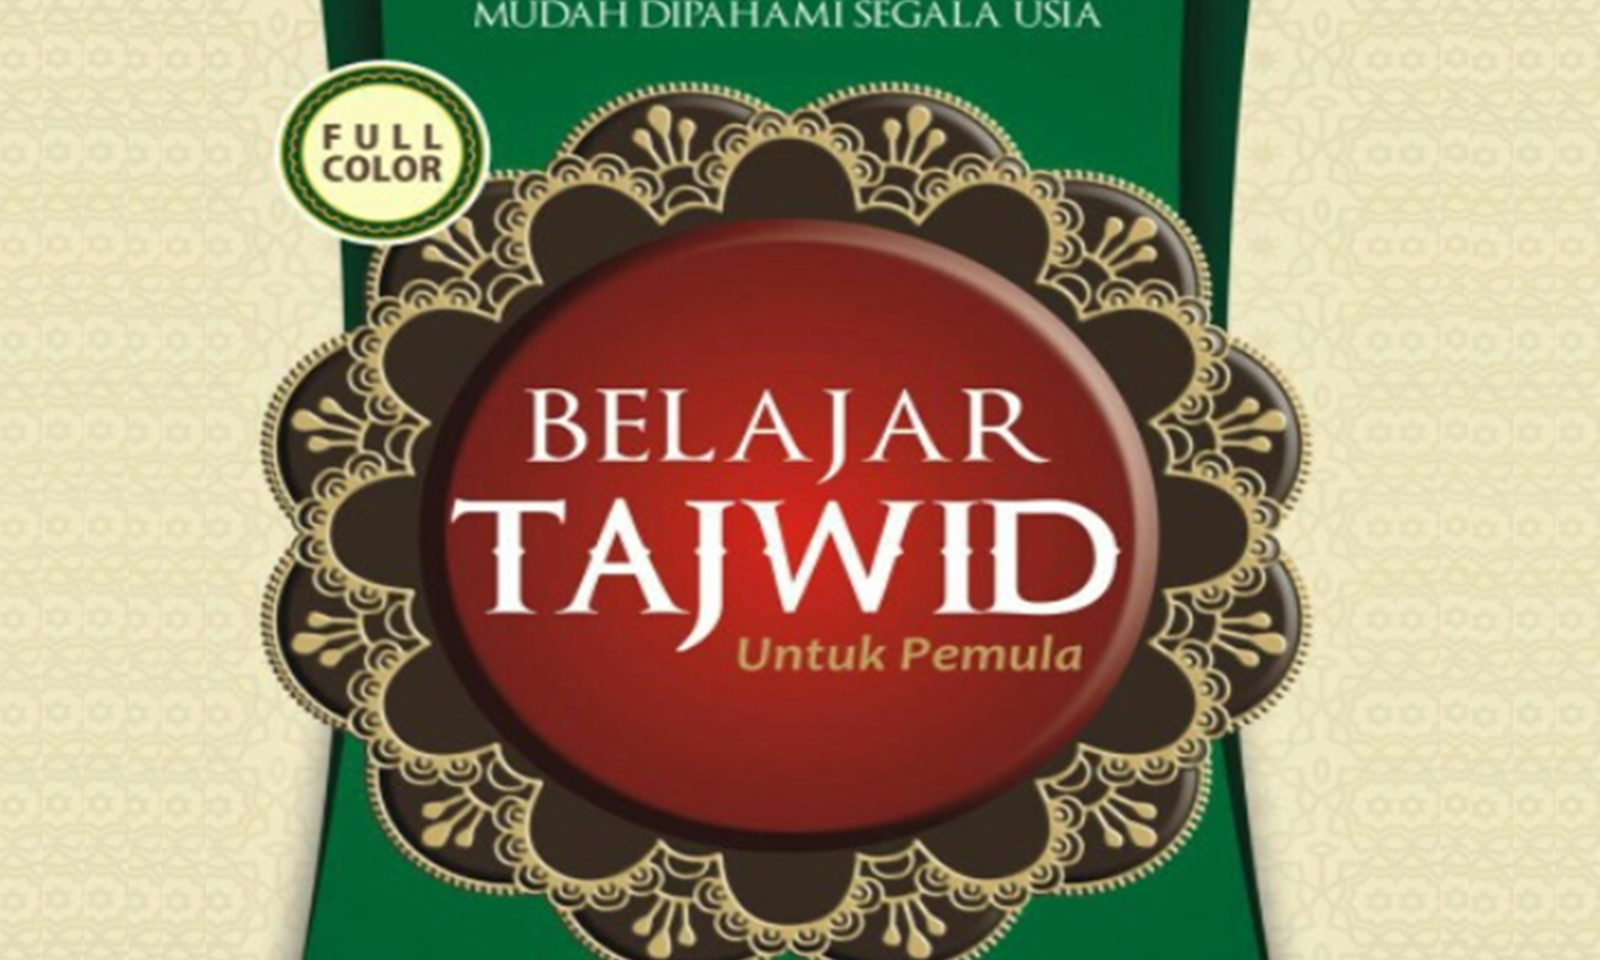 MUDAH DIPAHAMI SEGALA USIA
FULL
COLOR
BELAJAR
TAJWID
Untuk Pemula